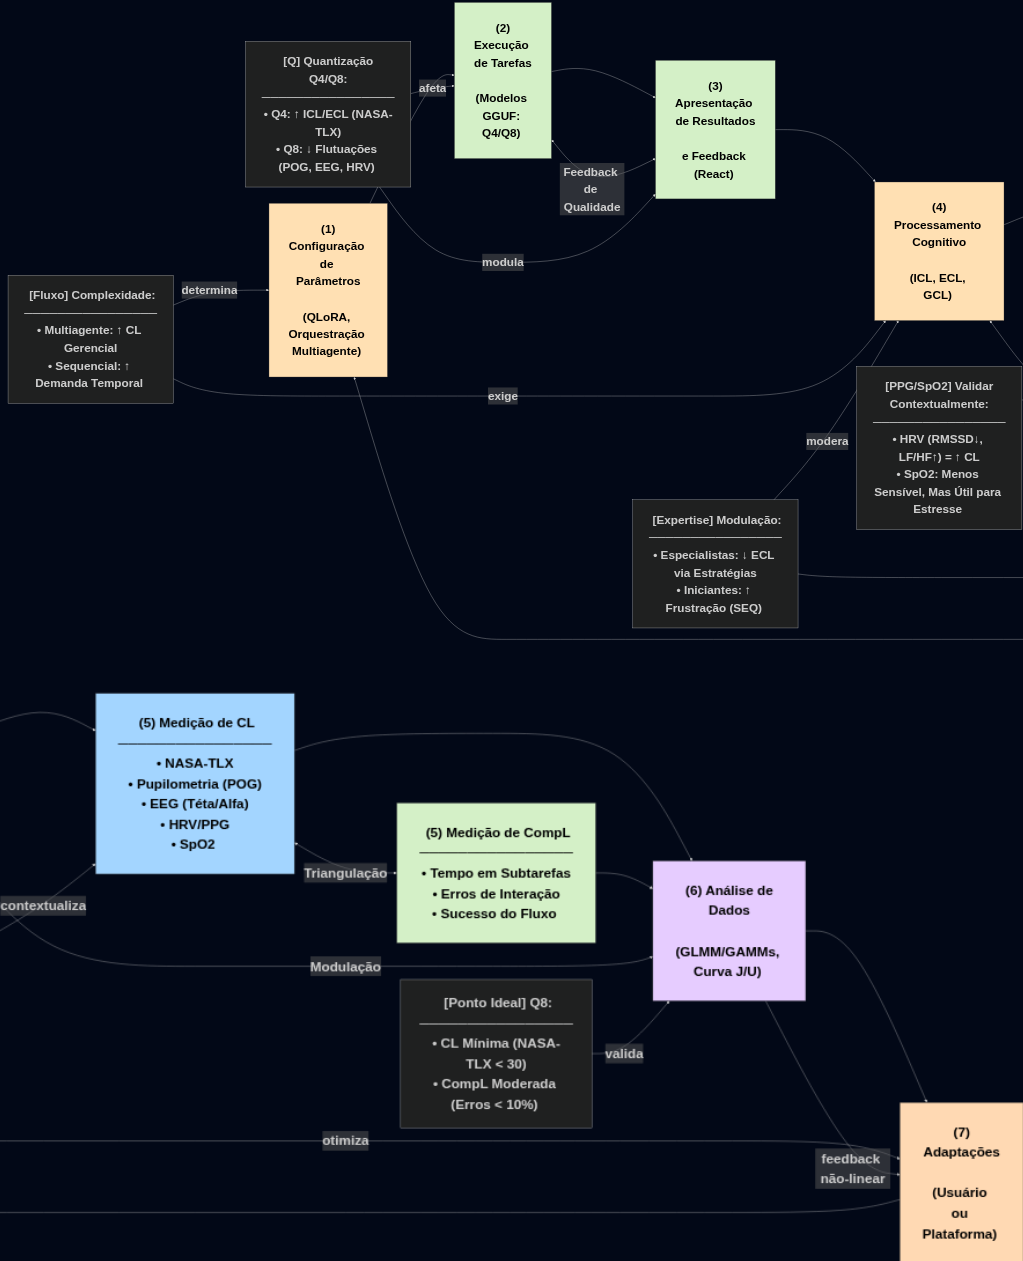 (2)
Execução
de Tarefas
(Modelos
GGUF:
Q4/Q8)
[Q] Quantização
Q4/Q8:
• Q4: ↑ ICL/ECL (NASA-
TLX)
• Q8: ↓ Flutuações
(POG, EEG, HRV)
afeta
(3)
Apresentação
de Resultados
e Feedback
(React)
Feedback
de
Qualidade
(4)
Processamento
Cognitivo
(ICL, ECL,
GCL)
(1)
Configuração
de
Parâmetros
(QLoRA,
Orquestração
Multiagente)
modula
[Fluxo] Complexidade:
• Multiagente: ↑ CL
Gerencial
• Sequencial: ↑
Demanda Temporal
determina
exige
[PPG/SpO2] Validar
Contextualmente:
• HRV (RMSSD↓,
LF/HF↑) = ↑ CL
• SpO2: Menos
Sensível, Mas Útil para
Estresse
modera
[Expertise] Modulação:
• Especialistas: ↓ ECL
via Estratégias
• Iniciantes: ↑
Frustração (SEQ)
(5) Medição de CL
• NASA-TLX
• Pupilometria (POG)
• EEG (Téta/Alfa)
• HRV/PPG
• SpO2
(5) Medição de CompL
• Tempo em Subtarefas
• Erros de Interação
• Sucesso do Fluxo
Triangulação
contextualiza
(6) Análise de
Dados
(GLMM/GAMMs,
Curva J/U)
Modulação
[Ponto Ideal] Q8:
• CL Mínima (NASA-
TLX < 30)
• CompL Moderada
(Erros < 10%)
valida
otimiza
feedback
não-linear
(7)
Adaptações
(Usuário
ou
Plataforma)